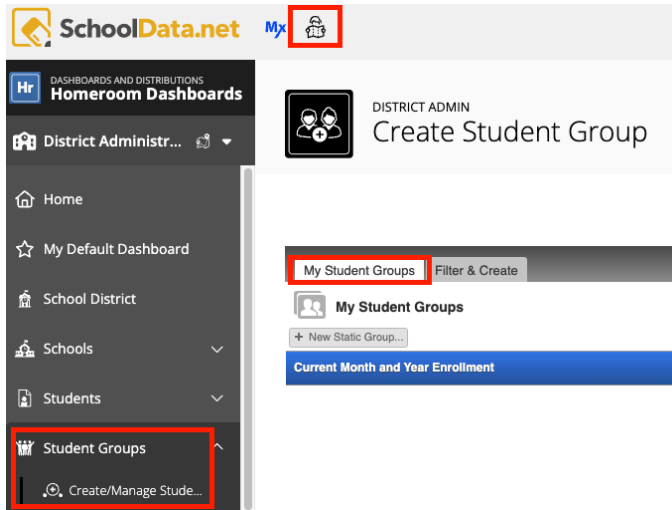 SchoolData.net
Mx
Hr
DASHBOARDS AND DISTRIBUTIONS
Homeroom Dashboards
District Administr...
Home
My Default Dashboard
School District
Schools
Students
Student Groups
Create/Manage Stude...
DISTRICT ADMIN
Create Student Group
My Student Groups Filter & Create
My Student Groups
+ New Static Group...
Current Month and Year Enrollment